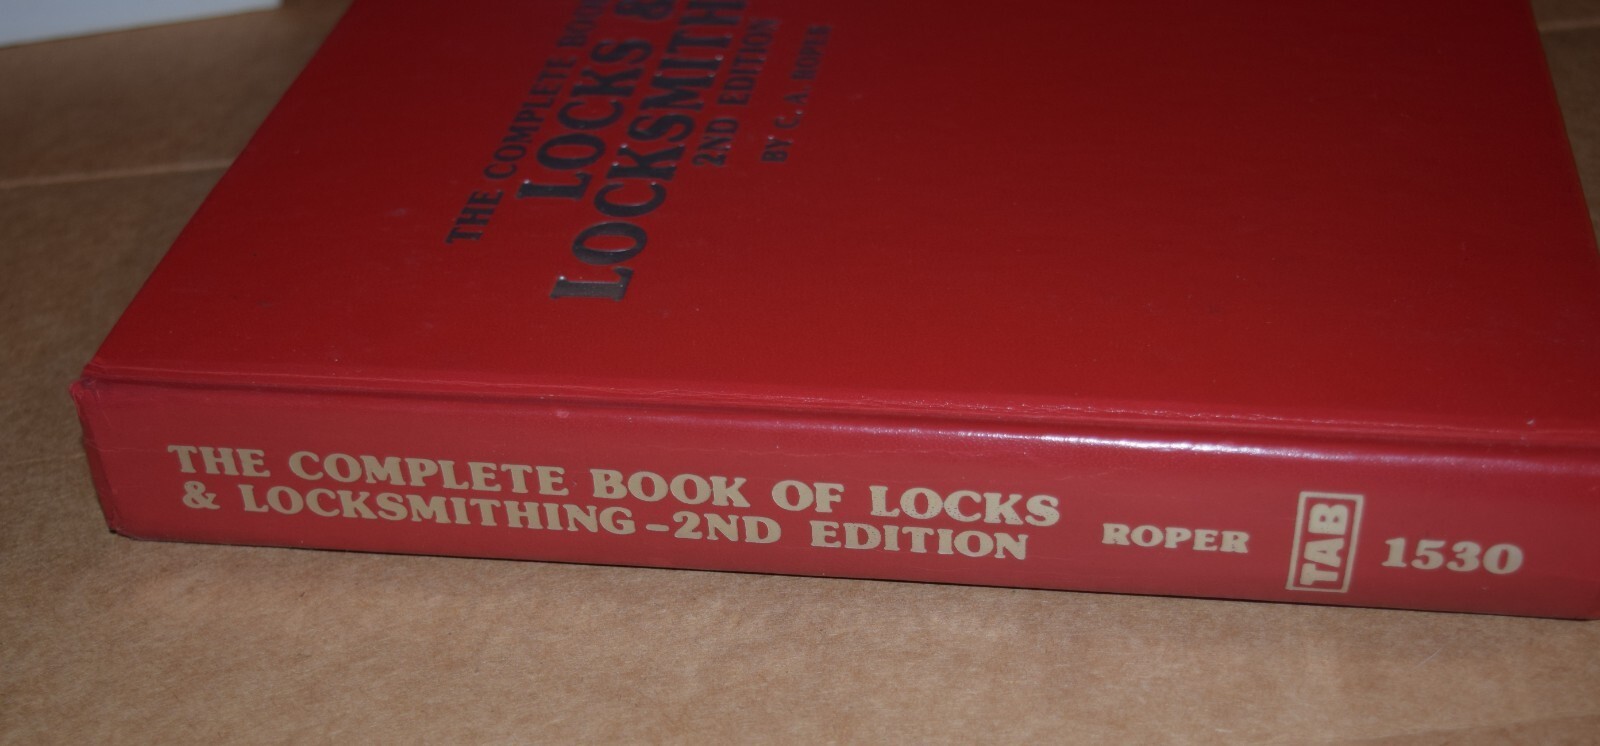 THE COMPLETE BOOK
LOCKS &
LOCKSMITH
2ND EDITION
BY C. A. ROPER
THE COMPLETE BOOK OF LOCKS
& LOCKSMITHING-2ND EDITION
ROPER
TAB
1530